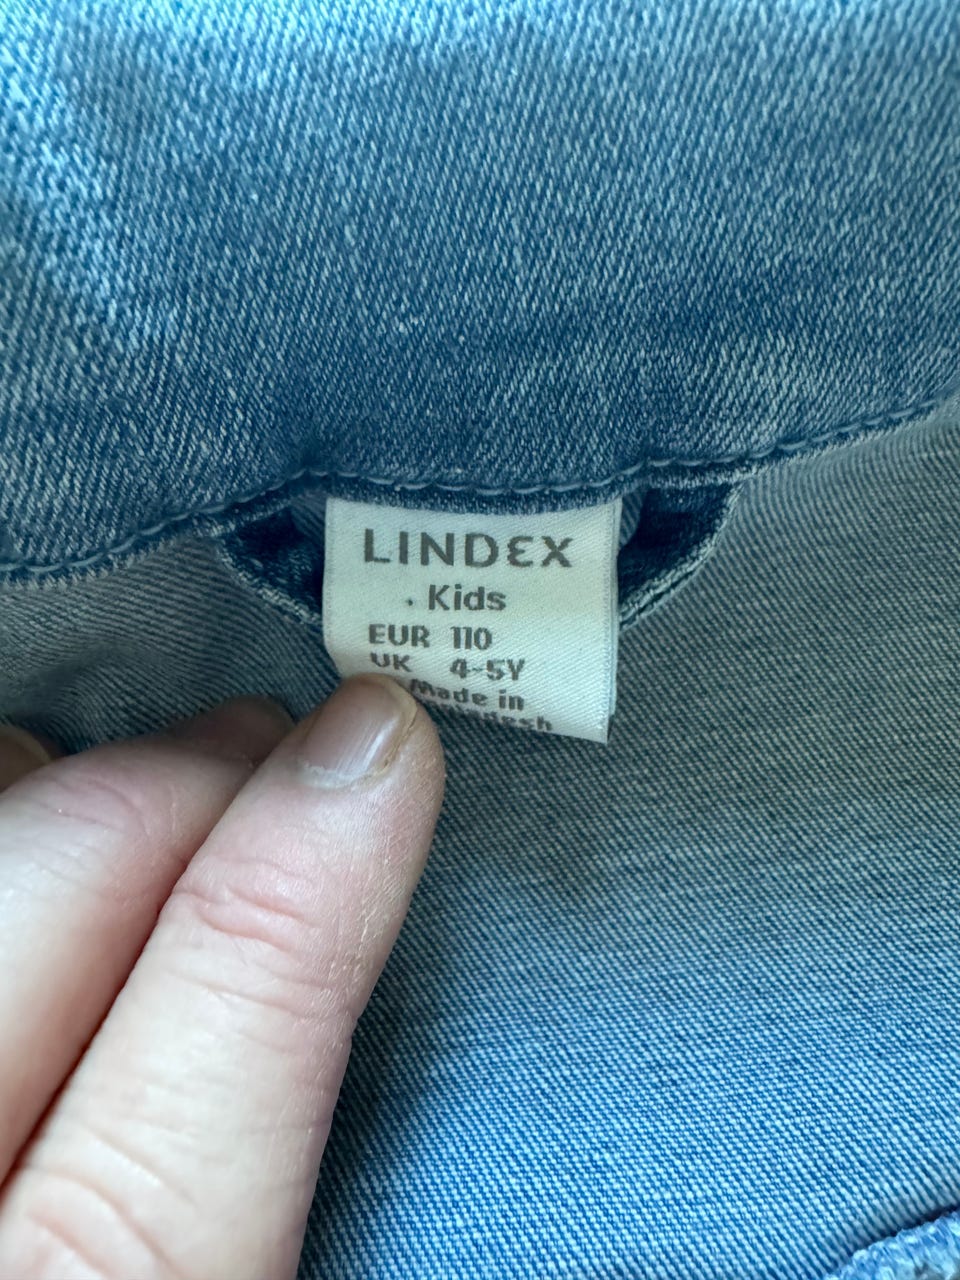 LINDEX
Kids
EUR 110
UK 4-5Y
Made in